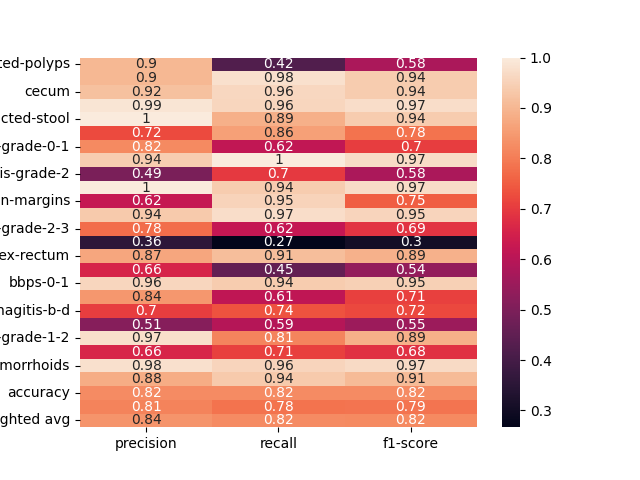 ted-polyps 0.9 0.42 0.58
0.9 0.98 0.94
cecum 0.92 0.96 0.94
0.99 0.96 0.97
cted-stool 1 0.89 0.94
0.72 0.86 0.78
-grade-0-1 0.82 0.62 0.7
0.94 1 0.97
is-grade-2 0.49 0.7 0.58
1 0.94 0.97
n-margins 0.62 0.95 0.75
0.94 0.97 0.95
-grade-2-3 0.78 0.62 0.69
0.36 0.27 0.3
ex-rectum 0.87 0.91 0.89
0.66 0.45 0.54
bbps-0-1 0.96 0.94 0.95
0.84 0.61 0.71
nagitis-b-d 0.7 0.74 0.72
0.51 0.59 0.55
-grade-1-2 0.97 0.81 0.89
0.66 0.71 0.68
morrhoids 0.98 0.96 0.97
0.88 0.94 0.91
accuracy 0.82 0.82 0.82
0.81 0.78 0.79
ghted avg 0.84 0.82 0.82
precision recall f1-score
1.0
0.9
0.8
0.7
0.6
0.5
0.4
0.3